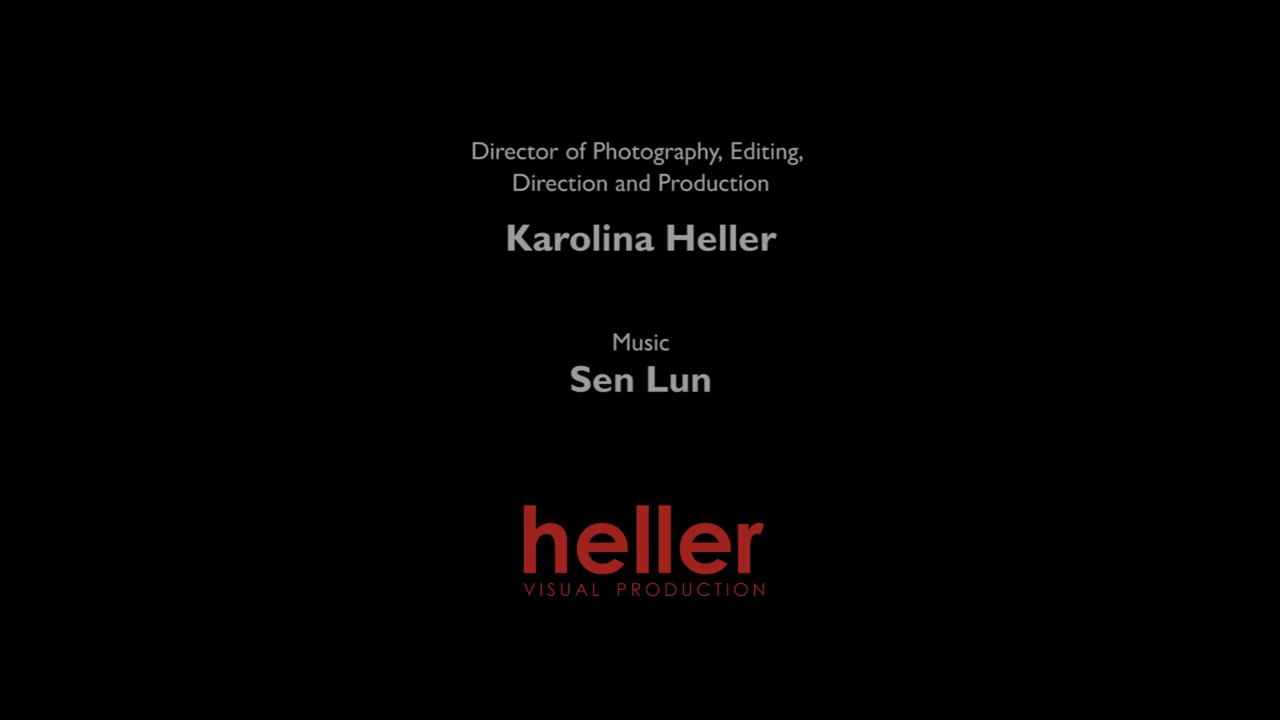 Director of Photography, Editing,
Direction and Production
Karolina Heller
Music
Sen Lun
heller
VISUAL PRODUCTION